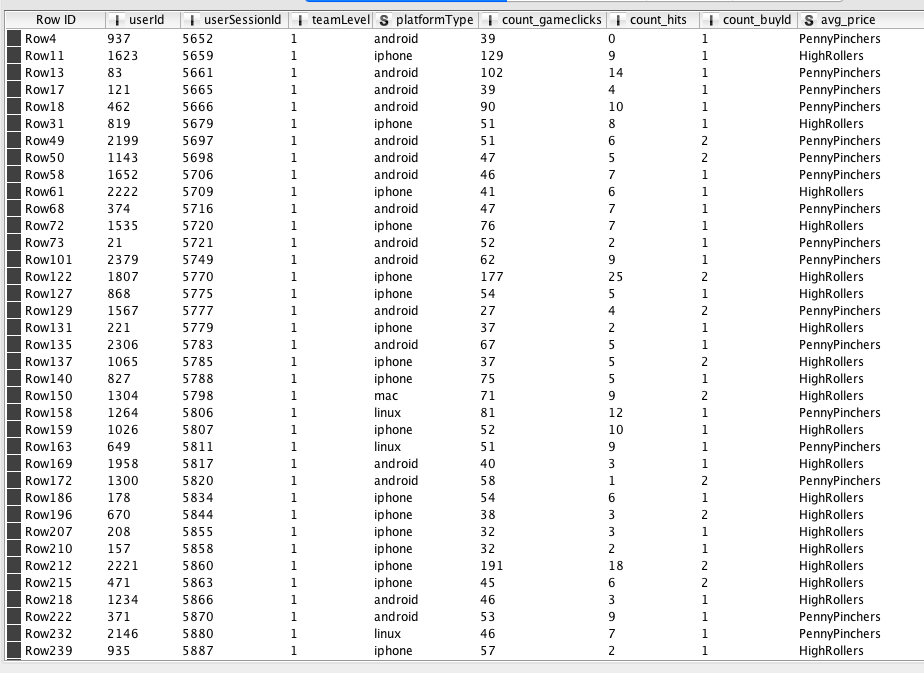 Row ID I userId I userSessionId I teamLevel S platformType I count_gameclicks I count_hits I count_buyId S avg_price
Row4 937 5652 1 android 39 0 1 PennyPinchers
Row11 1623 5659 1 iphone 129 9 1 HighRollers
Row13 83 5661 1 android 102 14 1 PennyPinchers
Row17 121 5665 1 android 39 4 1 PennyPinchers
Row18 462 5666 1 android 90 10 1 PennyPinchers
Row31 819 5679 1 iphone 51 8 1 HighRollers
Row49 2199 5697 1 android 51 6 2 PennyPinchers
Row50 1143 5698 1 android 47 5 2 PennyPinchers
Row58 1652 5706 1 android 46 7 1 PennyPinchers
Row61 2222 5709 1 iphone 41 6 1 HighRollers
Row68 374 5716 1 android 47 7 1 PennyPinchers
Row72 1535 5720 1 iphone 76 7 1 HighRollers
Row73 21 5721 1 android 52 2 1 PennyPinchers
Row101 2379 5749 1 android 62 9 1 PennyPinchers
Row122 1807 5770 1 iphone 177 25 2 HighRollers
Row127 868 5775 1 iphone 54 5 1 HighRollers
Row129 1567 5777 1 android 27 4 2 PennyPinchers
Row131 221 5779 1 iphone 37 2 1 HighRollers
Row135 2306 5783 1 android 67 5 1 PennyPinchers
Row137 1065 5785 1 iphone 37 5 2 HighRollers
Row140 827 5788 1 iphone 75 5 1 HighRollers
Row150 1304 5798 1 mac 71 9 2 HighRollers
Row158 1264 5806 1 linux 81 12 1 PennyPinchers
Row159 1026 5807 1 iphone 52 10 1 HighRollers
Row163 649 5811 1 linux 51 9 1 PennyPinchers
Row169 1958 5817 1 android 40 3 1 HighRollers
Row172 1300 5820 1 android 58 1 2 PennyPinchers
Row186 178 5834 1 iphone 54 6 1 HighRollers
Row196 670 5844 1 iphone 38 3 2 HighRollers
Row207 208 5855 1 iphone 32 3 1 HighRollers
Row210 157 5858 1 iphone 32 2 1 HighRollers
Row212 2221 5860 1 iphone 191 18 2 HighRollers
Row215 471 5863 1 iphone 45 6 2 HighRollers
Row218 1234 5866 1 android 46 3 1 HighRollers
Row222 371 5870 1 android 53 9 1 PennyPinchers
Row232 2146 5880 1 linux 46 7 1 PennyPinchers
Row239 935 5887 1 iphone 57 2 1 HighRollers